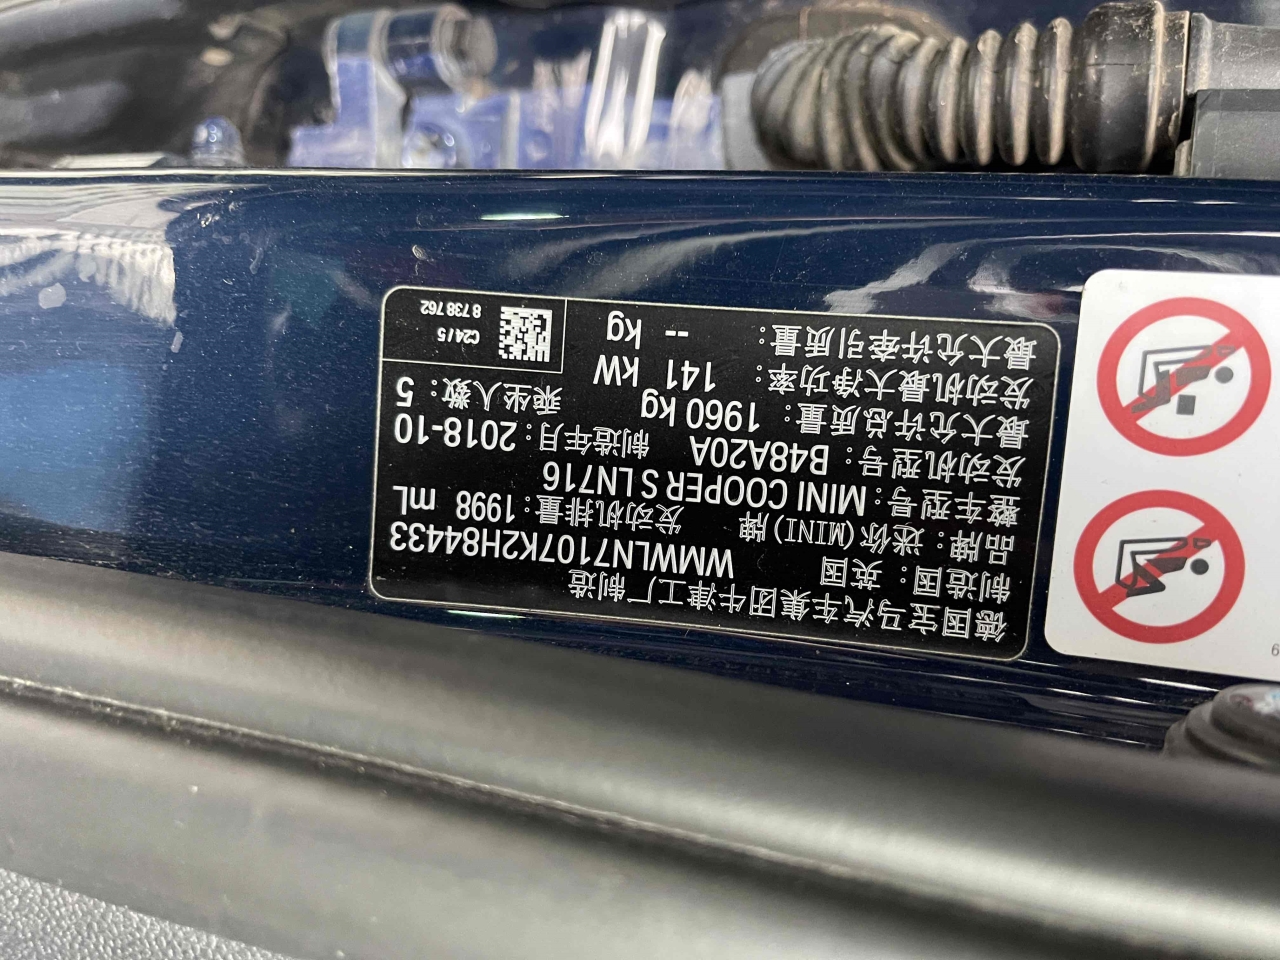 德国宝马汽车集团牛津工厂 制造
制造国：英国 WMWLN7107K2H84433
品牌：迷你(MINI)牌 发动机排量：1998 mL
整车型号：MINI COOPER S LN716
发动机型号：B48A20A 制造年月：2018-10
最大允许总质量：1960 kg 乘坐人数：5
发动机最大净功率：141 kW
最大允许牵引质量：-- kg
C24/5
8 738 762